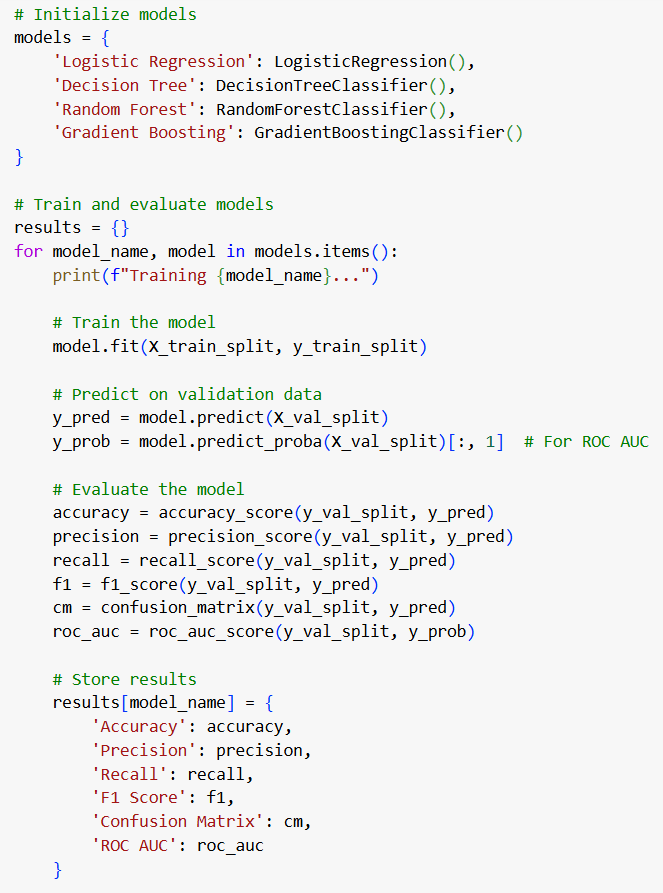 # Initialize models
models = {
    'Logistic Regression': LogisticRegression(),
    'Decision Tree': DecisionTreeClassifier(),
    'Random Forest': RandomForestClassifier(),
    'Gradient Boosting': GradientBoostingClassifier()
}

# Train and evaluate models
results = {}
for model_name, model in models.items():
    print(f"Training {model_name}...")

    # Train the model
    model.fit(X_train_split, y_train_split)

    # Predict on validation data
    y_pred = model.predict(X_val_split)
    y_prob = model.predict_proba(X_val_split)[:, 1]  # For ROC AUC

    # Evaluate the model
    accuracy = accuracy_score(y_val_split, y_pred)
    precision = precision_score(y_val_split, y_pred)
    recall = recall_score(y_val_split, y_pred)
    f1 = f1_score(y_val_split, y_pred)
    cm = confusion_matrix(y_val_split, y_pred)
    roc_auc = roc_auc_score(y_val_split, y_prob)

    # Store results
    results[model_name] = {
        'Accuracy': accuracy,
        'Precision': precision,
        'Recall': recall,
        'F1 Score': f1,
        'Confusion Matrix': cm,
        'ROC AUC': roc_auc
    }